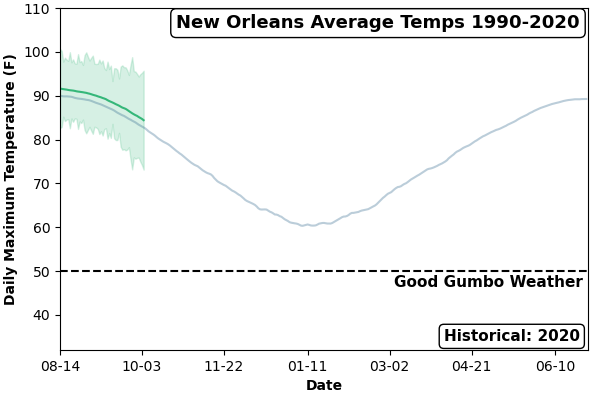 New Orleans Average Temps 1990-2020
Daily Maximum Temperature (F)
110
100
90
80
70
60
50
40
Good Gumbo Weather
Historical: 2020
08-14 10-03 11-22 01-11 03-02 04-21 06-10
Date